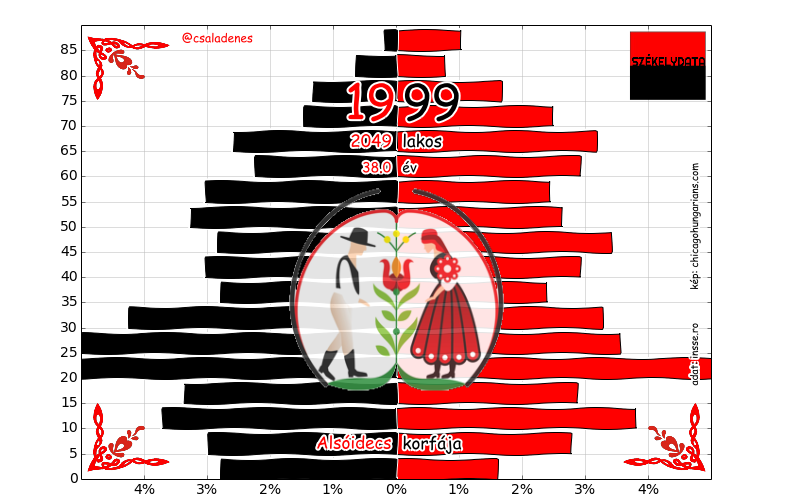 @csaladenes
SZÉKELYDATA
1999
2049 lakos
38.0 év
Alsóidecs korfája
kép: chicagohungarians.com
adat: insse.ro
85
80
75
70
65
60
55
50
45
40
35
30
25
20
15
10
5
0
4% 3% 2% 1% 0% 1% 2% 3% 4%